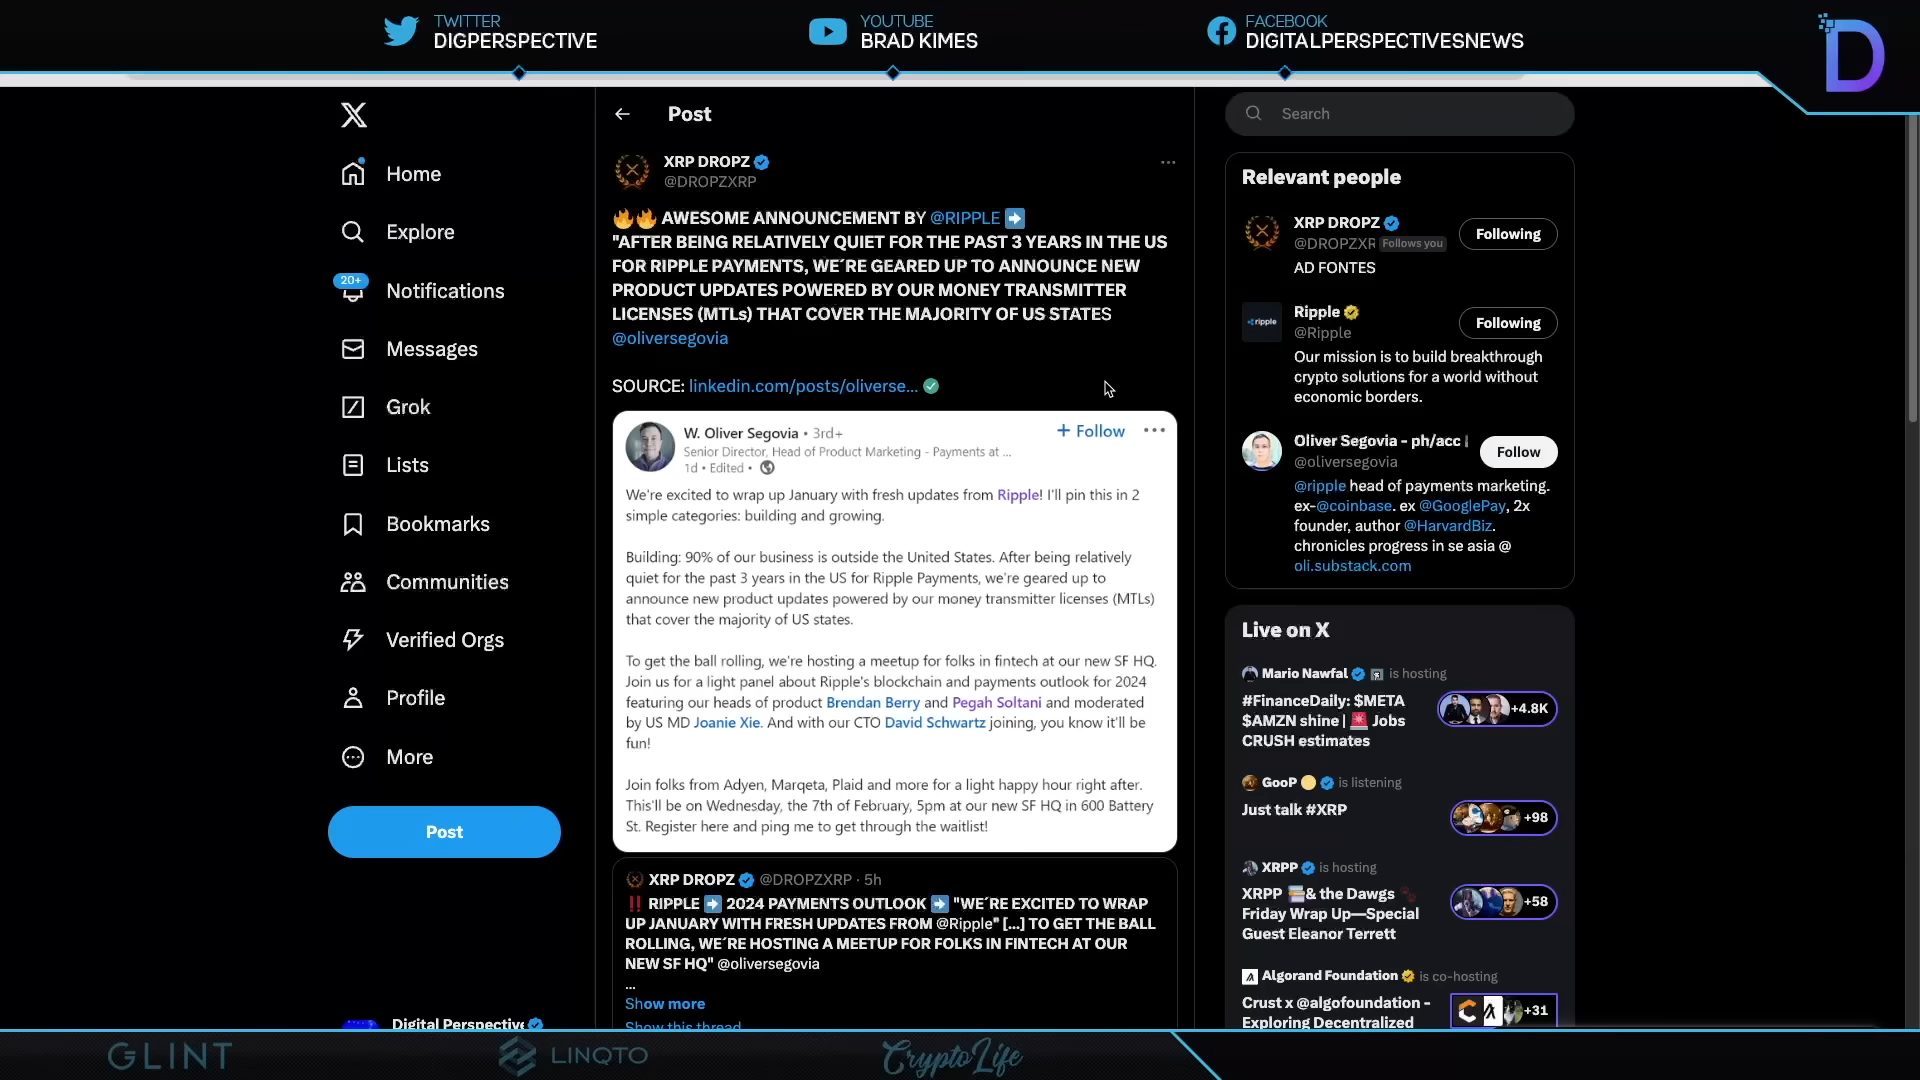 TWITTER
DIGPERSPECTIVE
YOUTUBE
BRAD KIMES
FACEBOOK
DIGITALPERSPECTIVESNEWS
D
Home
Explore
20+
Notifications
Messages
Grok
Lists
Bookmarks
Communities
Verified Orgs
Profile
More
Post
Digital Perspective
Post
XRP DROPZ
@DROPZXRP
🔥🔥 AWESOME ANNOUNCEMENT BY @RIPPLE ➡️
"AFTER BEING RELATIVELY QUIET FOR THE PAST 3 YEARS IN THE US
FOR RIPPLE PAYMENTS, WE´RE GEARED UP TO ANNOUNCE NEW
PRODUCT UPDATES POWERED BY OUR MONEY TRANSMITTER
LICENSES (MTLs) THAT COVER THE MAJORITY OF US STATES
@oliversegovia
SOURCE: linkedin.com/posts/oliverse...
W. Oliver Segovia • 3rd+
+ Follow
Senior Director, Head of Product Marketing - Payments at ...
1d • Edited •
We're excited to wrap up January with fresh updates from Ripple! I'll pin this in 2
simple categories: building and growing.
Building: 90% of our business is outside the United States. After being relatively
quiet for the past 3 years in the US for Ripple Payments, we're geared up to
announce new product updates powered by our money transmitter licenses (MTLs)
that cover the majority of US states.
To get the ball rolling, we're hosting a meetup for folks in fintech at our new SF HQ.
Join us for a light panel about Ripple's blockchain and payments outlook for 2024
featuring our heads of product Brendan Berry and Pegah Soltani and moderated
by US MD Joanie Xie. And with our CTO David Schwartz joining, you know it'll be
fun!
Join folks from Adyen, Marqeta, Plaid and more for a light happy hour right after.
This'll be on Wednesday, the 7th of February, 5pm at our new SF HQ in 600 Battery
St. Register here and ping me to get through the waitlist!
XRP DROPZ @DROPZXRP · 5h
‼️ RIPPLE ➡️ 2024 PAYMENTS OUTLOOK ➡️ "WE´RE EXCITED TO WRAP
UP JANUARY WITH FRESH UPDATES FROM @Ripple" [...] TO GET THE BALL
ROLLING, WE´RE HOSTING A MEETUP FOR FOLKS IN FINTECH AT OUR
NEW SF HQ" @oliversegovia
...
Show more
Show this thread
Search
Relevant people
XRP DROPZ
@DROPZXR Follows you
Following
AD FONTES
ripple
Ripple
@Ripple
Following
Our mission is to build breakthrough
crypto solutions for a world without
economic borders.
Oliver Segovia - ph/acc
@oliversegovia
Follow
@ripple head of payments marketing.
ex-@coinbase. ex @GooglePay, 2x
founder, author @HarvardBiz.
chronicles progress in se asia @
oli.substack.com
Live on X
Mario Nawfal is hosting
#FinanceDaily: $META
$AMZN shine | 🚨 Jobs
CRUSH estimates
+4.8K
GooP is listening
Just talk #XRP
+98
XRPP is hosting
XRPP & the Dawgs
Friday Wrap Up—Special
Guest Eleanor Terrett
+58
Algorand Foundation is co-hosting
Crust x @algofoundation -
Exploring Decentralized
+31
GLINT
LINQTO
CryptoLife